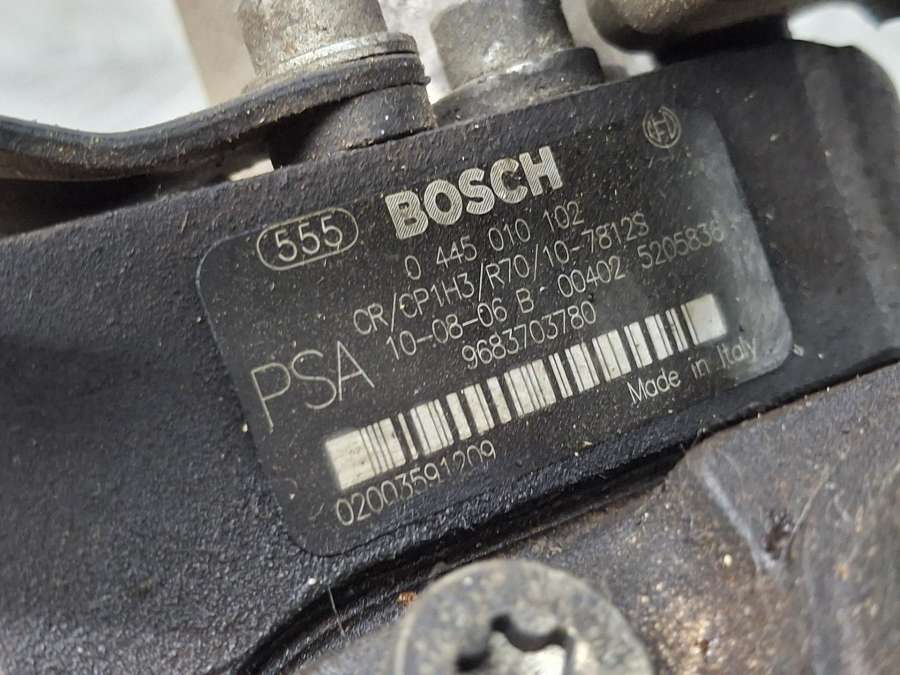 555 BOSCH
0 445 010 102
CR/CP1H3/R70/10-7812S
10-08-06 B 00402 5205836
PSA
9683703780
Made in Italy
02003591209